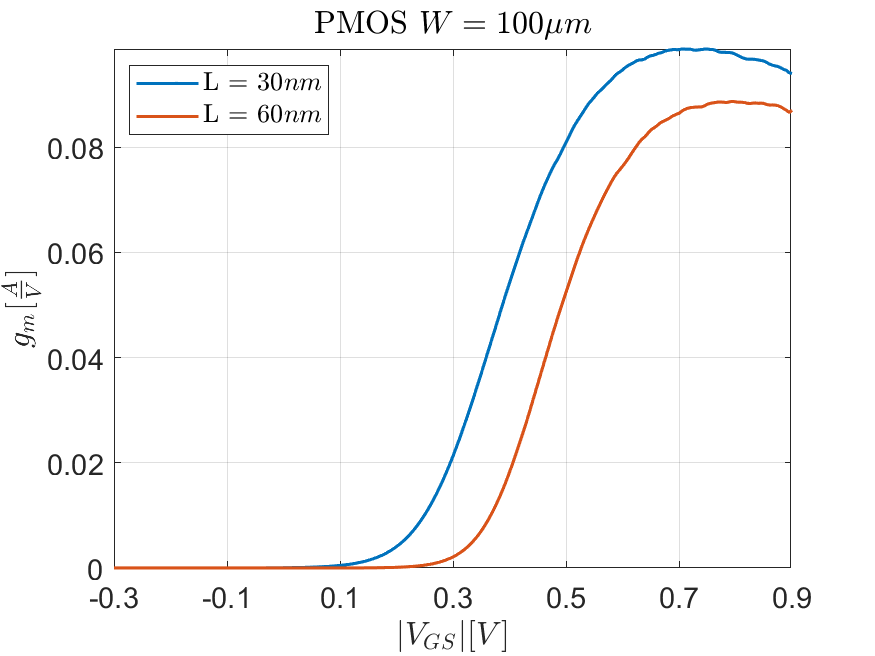 PMOS W = 100μm
L = 30nm
L = 60nm
0.08
0.06
0.04
0.02
0
g_m[A/V]
-0.3 -0.1 0.1 0.3 0.5 0.7 0.9
|V_GS|[V]